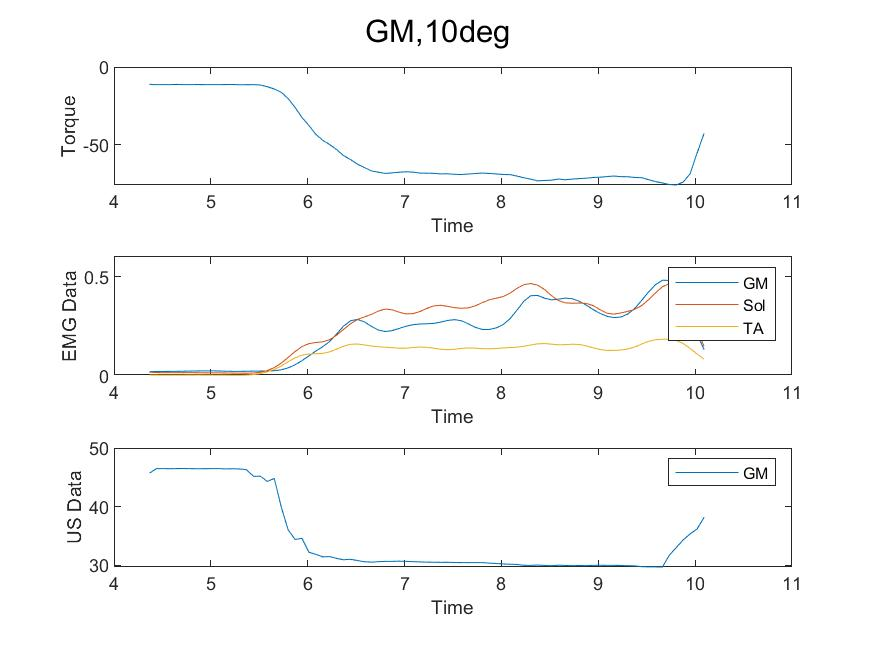 GM,10deg
0
-50
Torque
4 5 6 7 8 9 10 11
Time
0.5
0
EMG Data
GM
Sol
TA
4 5 6 7 8 9 10 11
Time
50
40
30
US Data
GM
4 5 6 7 8 9 10 11
Time